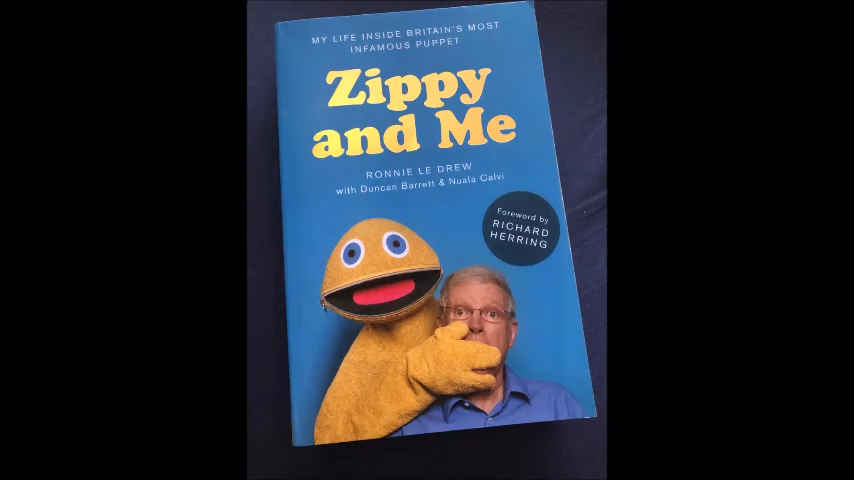 MY LIFE INSIDE BRITAIN'S MOST
INFAMOUS PUPPET
Zippy
and Me
RONNIE LE DREW
with Duncan Barrett & Nuala Calvi
Foreword by
RICHARD
HERRING